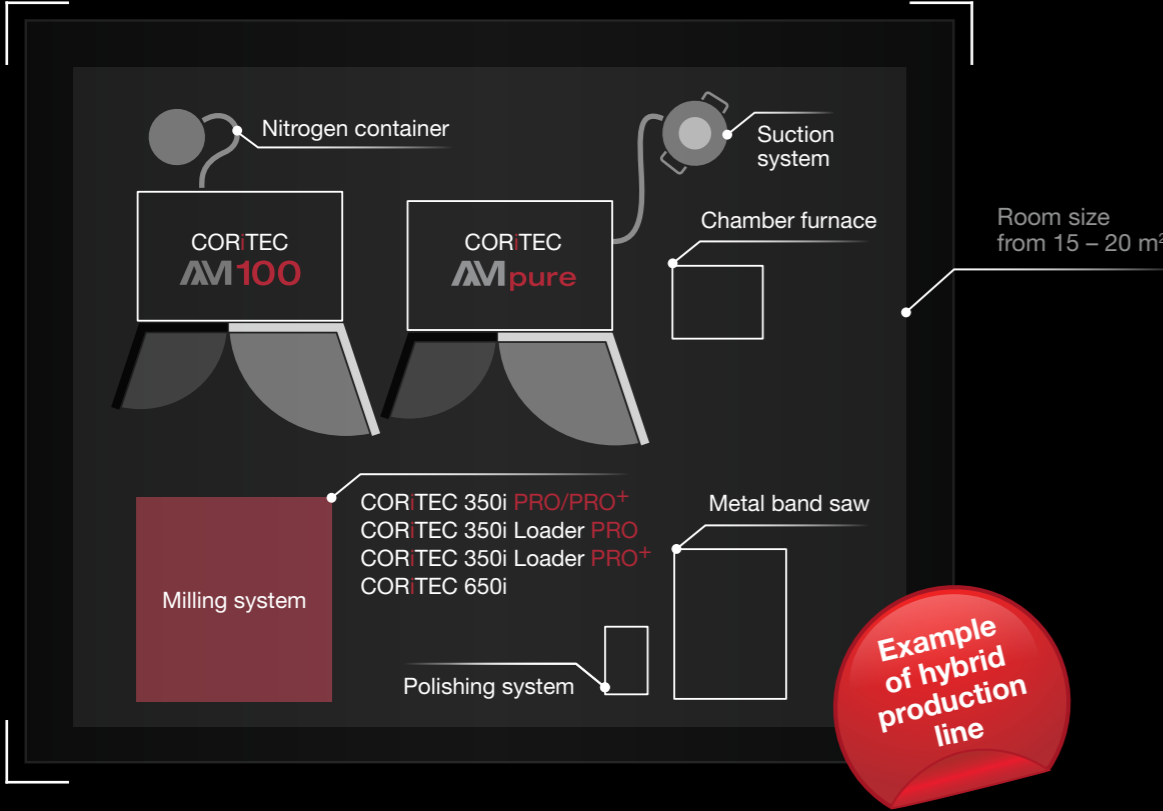 Nitrogen container
Suction
system
CORiTEC
AM100
CORiTEC
AMpure
Chamber furnace
Room size
from 15 – 20 m²
CORiTEC 350i PRO/PRO+
CORiTEC 350i Loader PRO
CORiTEC 350i Loader PRO+
CORiTEC 650i
Metal band saw
Milling system
Polishing system
Example
of hybrid
production
line